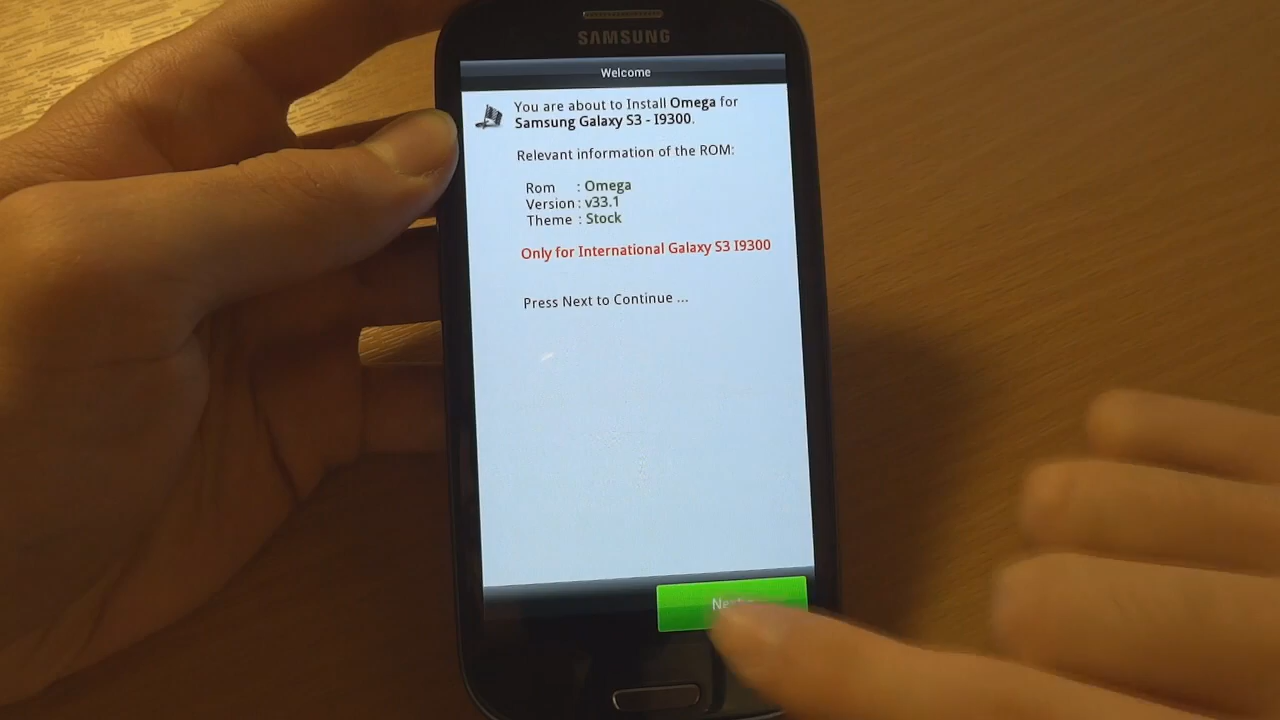 SAMSUNG
Welcome
You are about to Install Omega for
Samsung Galaxy S3 - I9300.
Relevant information of the ROM:
Rom : Omega
Version : v33.1
Theme : Stock
Only for International Galaxy S3 I9300
Press Next to Continue ...
Next